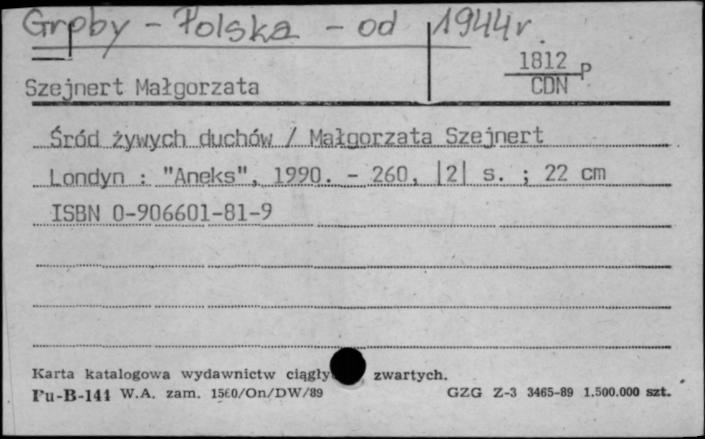 Groby - Polska - od 1944r.
1812 p
CDN
Szejnert Małgorzata
Śród żywych duchów / Małgorzata Szejnert
Londyn : "Aneks", 1990. - 260, |2| s. ; 22 cm
ISBN 0-906601-81-9
Karta katalogowa wydawnictw ciągły zwartych.
Pu-B-141 W.A. zam. 1560/On/DW/89 GZG Z-3 3465-89 1.500.000 szt.